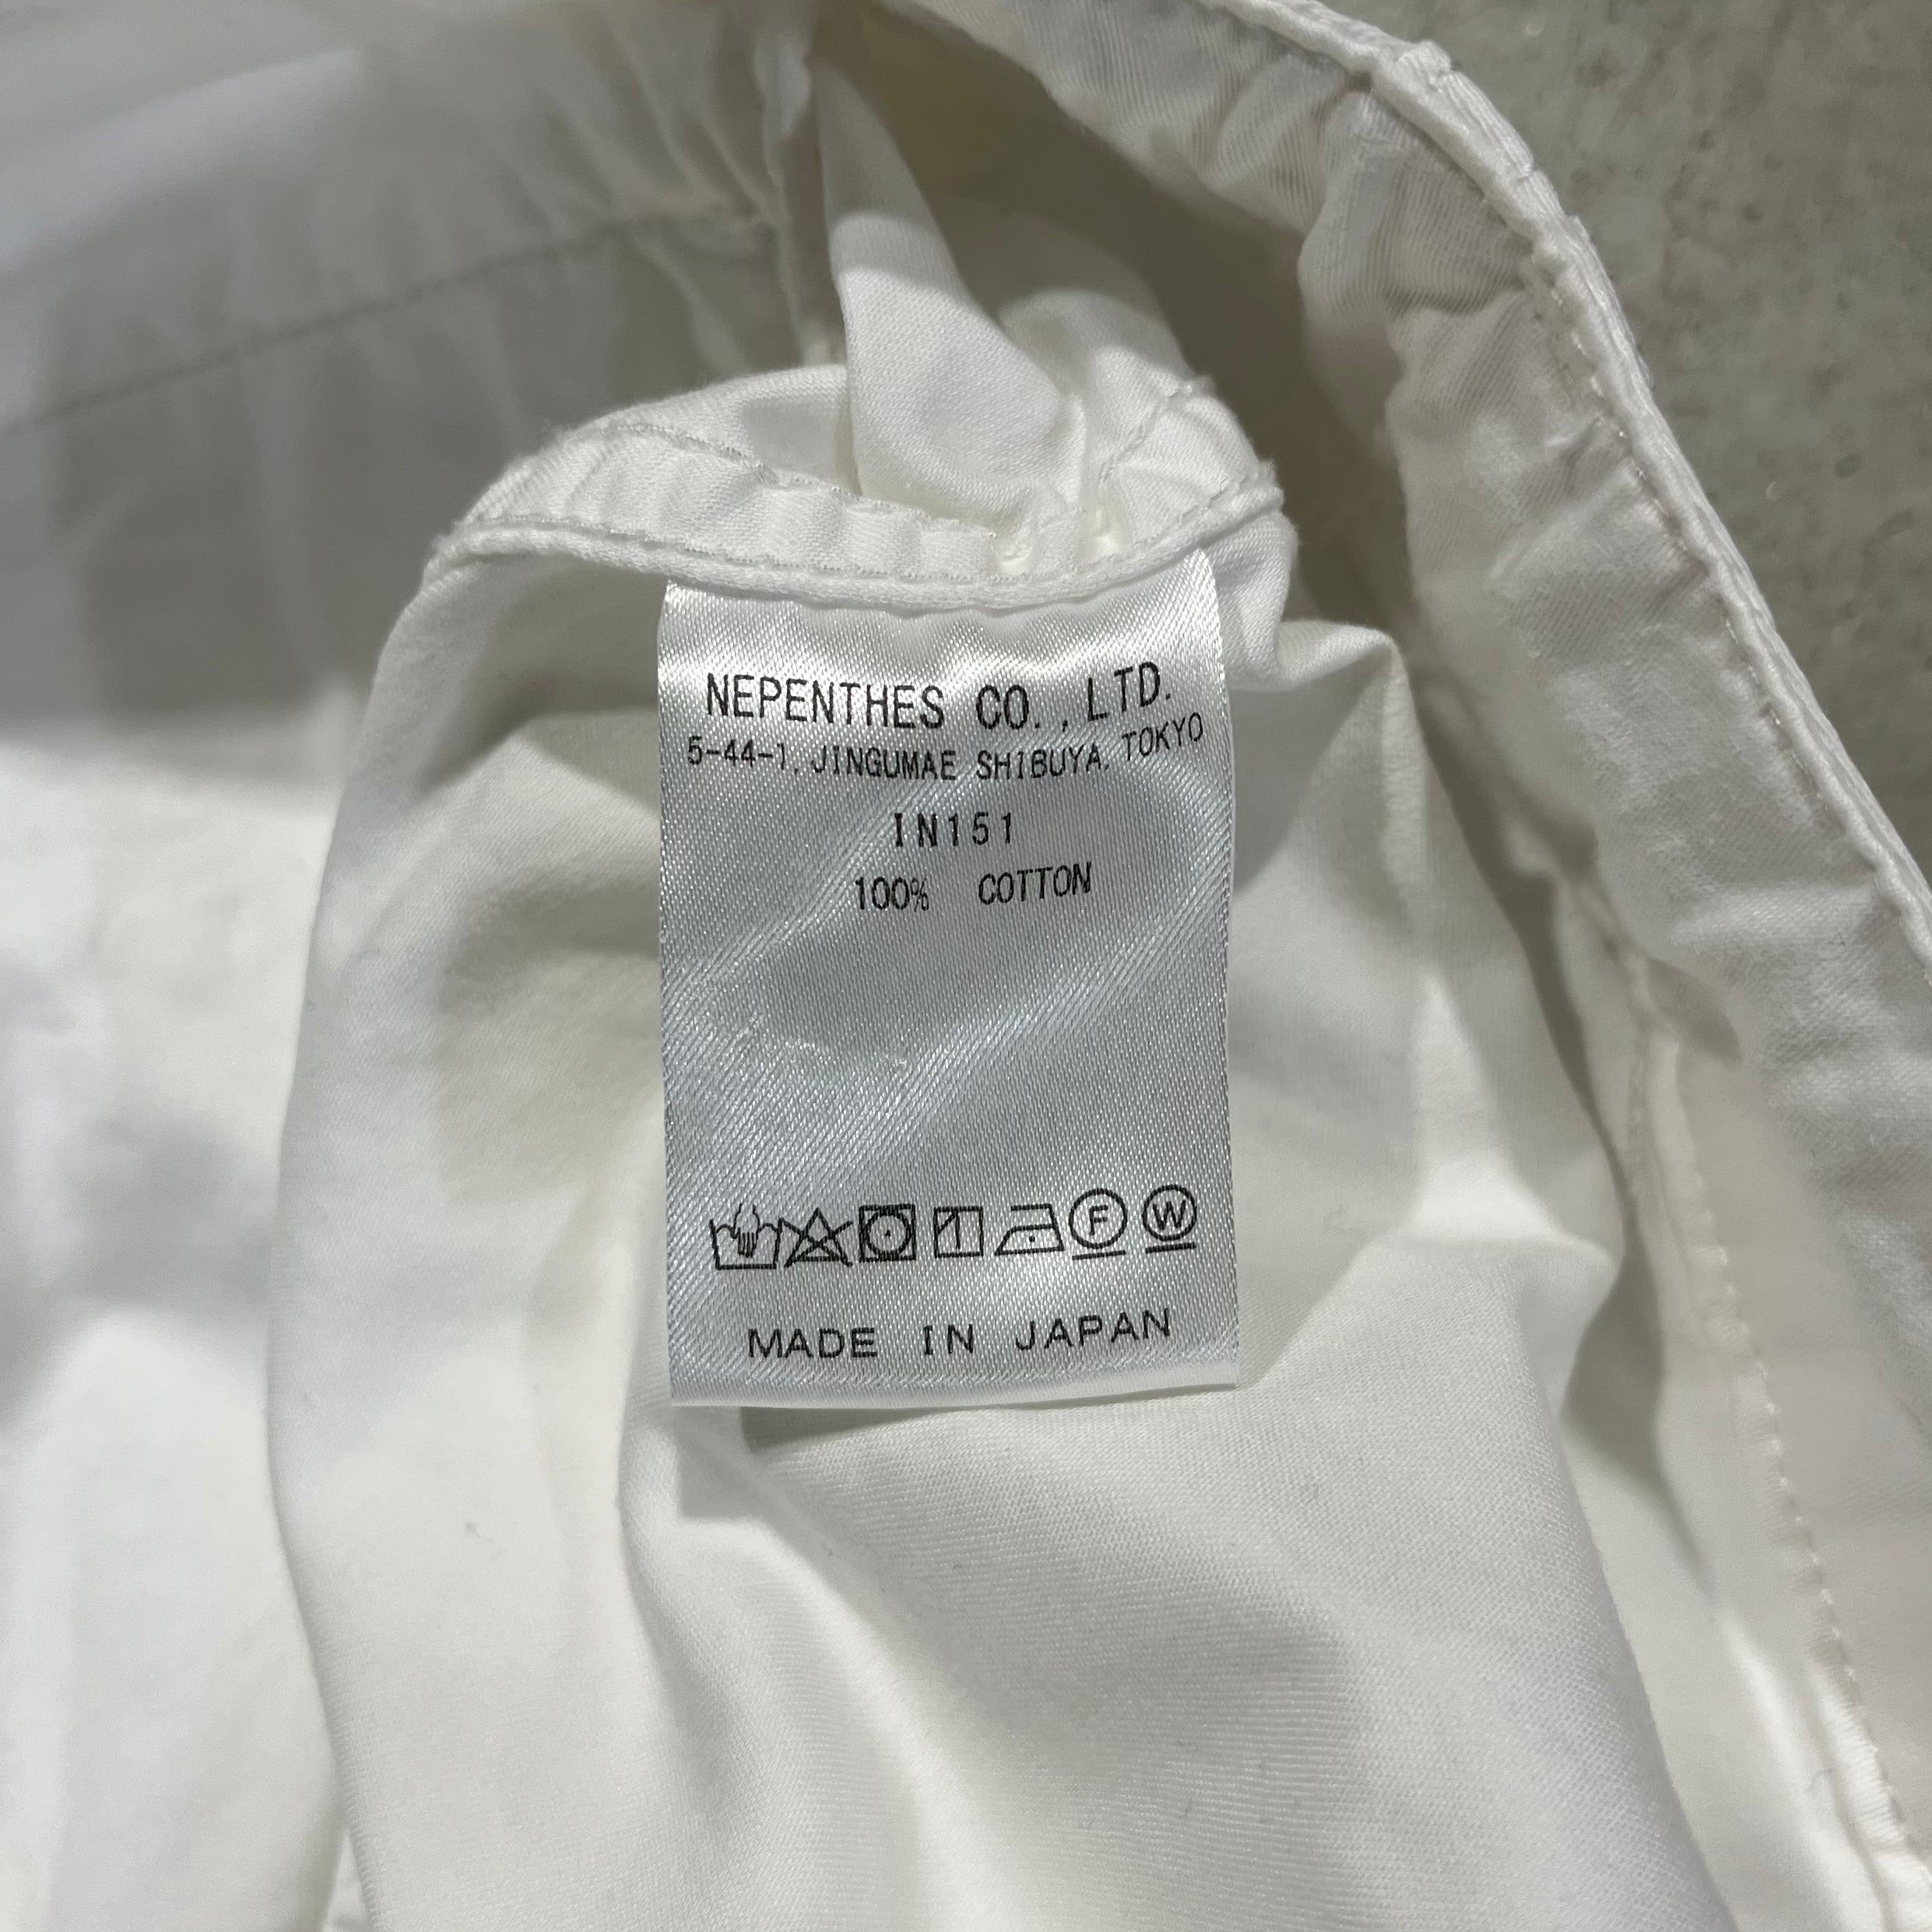 NEPENTHES CO.,LTD.
5-44-1, JINGUMAE SHIBUYA, TOKYO
IN151
100% COTTON
F W
MADE IN JAPAN